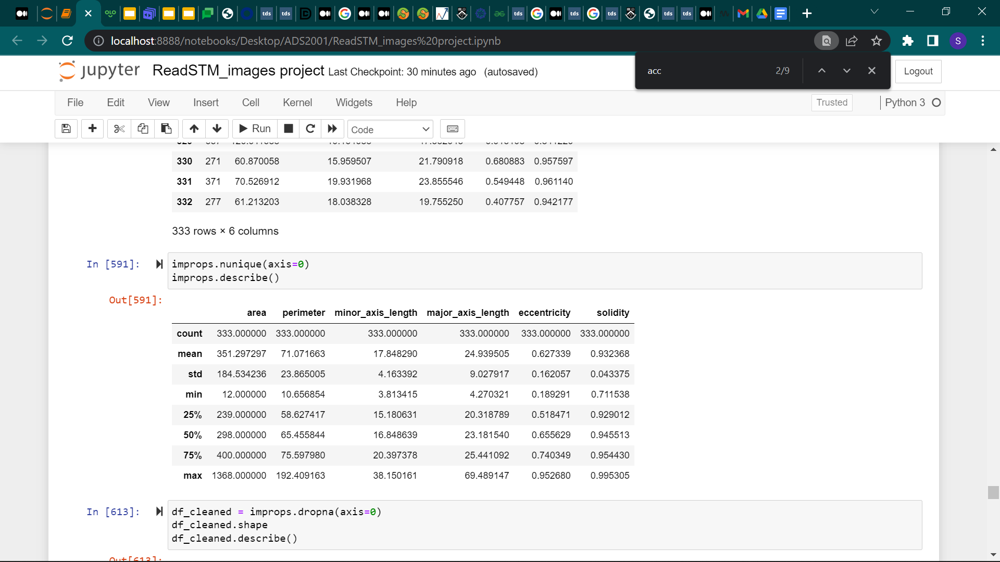 tds tds tds tds tds tds tds
localhost:8888/notebooks/Desktop/ADS2001/ReadSTM_images%20project.ipynb
S
acc 2/9
jupyter ReadSTM_images project Last Checkpoint: 30 minutes ago (autosaved) Logout
File Edit View Insert Cell Kernel Widgets Help Trusted Python 3
Run Code
330 271 60.870058 15.959507 21.790918 0.680883 0.957597
331 371 70.526912 19.931968 23.855546 0.549448 0.961140
332 277 61.213203 18.038328 19.755250 0.407757 0.942177
333 rows × 6 columns
In [591]: improps.nunique(axis=0)
improps.describe()
Out[591]:
area perimeter minor_axis_length major_axis_length eccentricity solidity
count 333.000000 333.000000 333.000000 333.000000 333.000000 333.000000
mean 351.297297 71.071663 17.848290 24.939505 0.627339 0.932368
std 184.534236 23.865005 4.163392 9.027917 0.162057 0.043375
min 12.000000 10.656854 3.813415 4.270321 0.189291 0.711538
25% 239.000000 58.627417 15.180631 20.318789 0.518471 0.929012
50% 298.000000 65.455844 16.848639 23.181540 0.655629 0.945513
75% 400.000000 75.597980 20.397378 25.441092 0.740349 0.954430
max 1368.000000 192.409163 38.150161 69.489147 0.952680 0.995305
In [613]: df_cleaned = improps.dropna(axis=0)
df_cleaned.shape
df_cleaned.describe()
Out[613]: